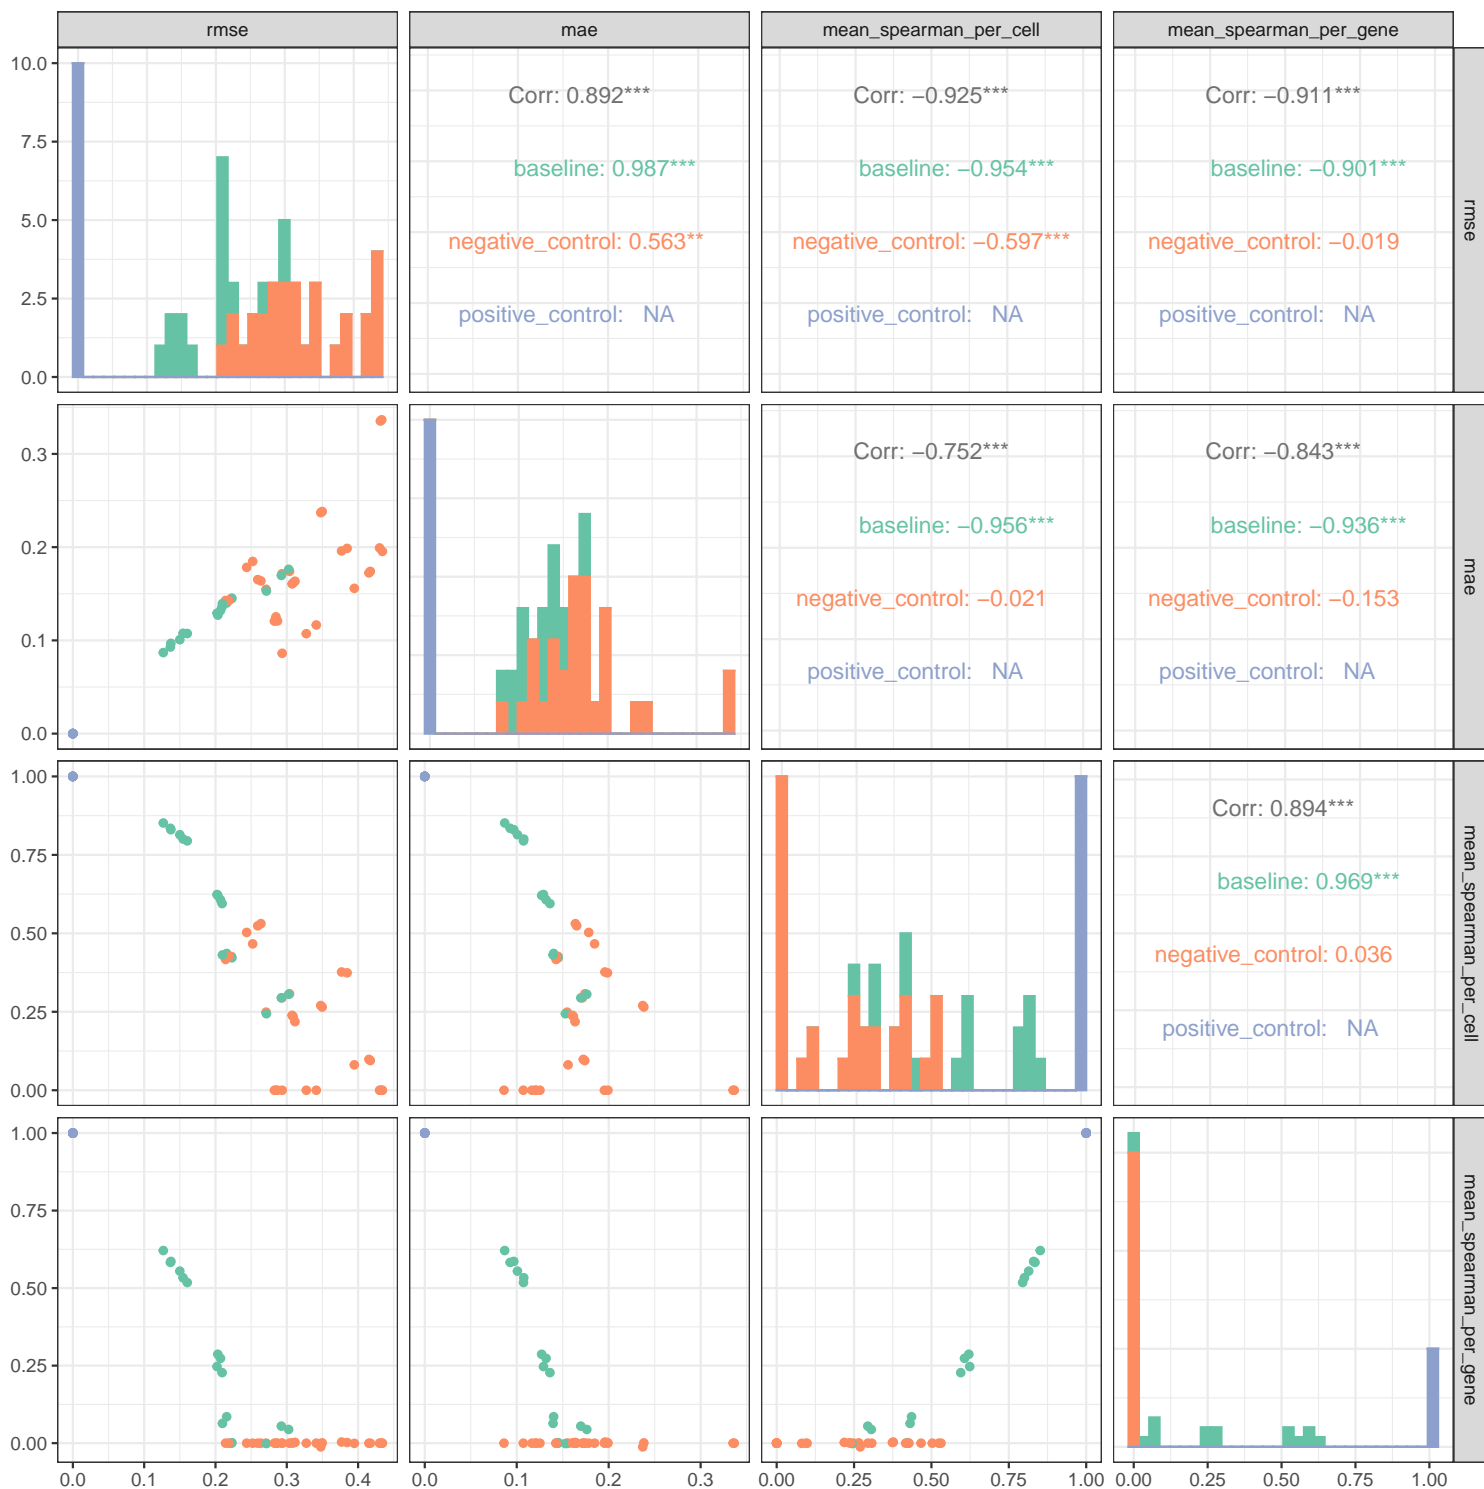 rmse
mae
mean_spearman_per_cell
mean_spearman_per_gene
10.0
7.5
5.0
2.5
0.0
Corr: 0.892***
baseline: 0.987***
negative_control: 0.563**
positive_control: NA
Corr: −0.925***
baseline: −0.954***
negative_control: −0.597***
positive_control: NA
Corr: −0.911***
baseline: −0.901***
negative_control: −0.019
positive_control: NA
rmse
0.3
0.2
0.1
0.0
Corr: −0.752***
baseline: −0.956***
negative_control: −0.021
positive_control: NA
Corr: −0.843***
baseline: −0.936***
negative_control: −0.153
positive_control: NA
mae
1.00
0.75
0.50
0.25
0.00
Corr: 0.894***
baseline: 0.969***
negative_control: 0.036
positive_control: NA
mean_spearman_per_cell
1.00
0.75
0.50
0.25
0.00
mean_spearman_per_gene
0.0 0.1 0.2 0.3 0.4
0.0 0.1 0.2 0.3
0.00 0.25 0.50 0.75 1.00
0.00 0.25 0.50 0.75 1.00